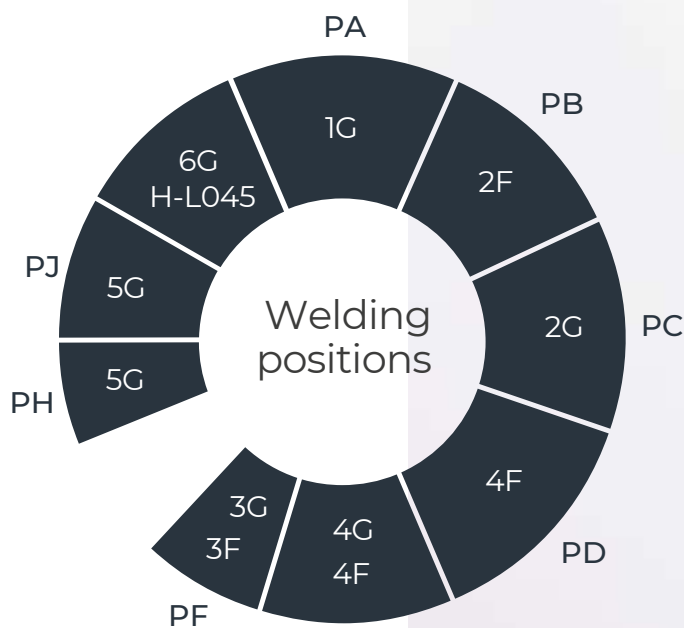 PA
1G
PB
2F
PC
2G
PD
4F
4G
4F
PF
3G
3F
PH
5G
PJ
5G
6G
H-L045
Welding
positions